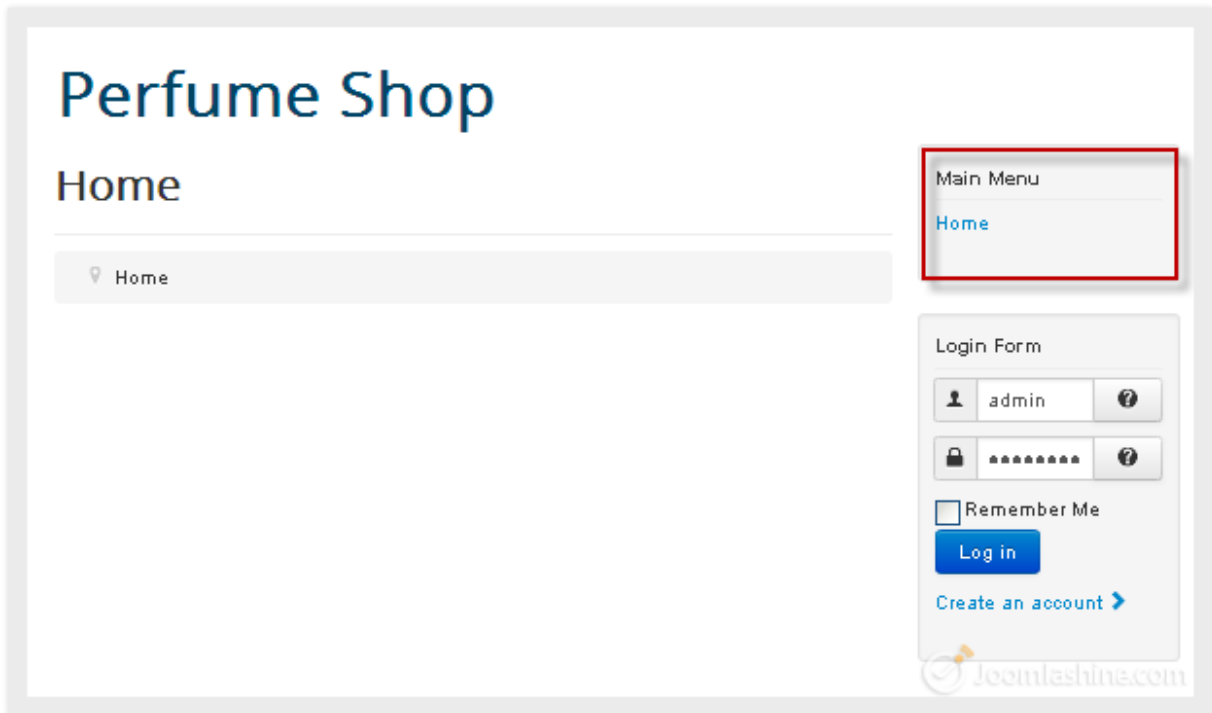 Perfume Shop
Home
Home
Main Menu
Home
Login Form
admin
Remember Me
Log in
Create an account
Joomlashine.com